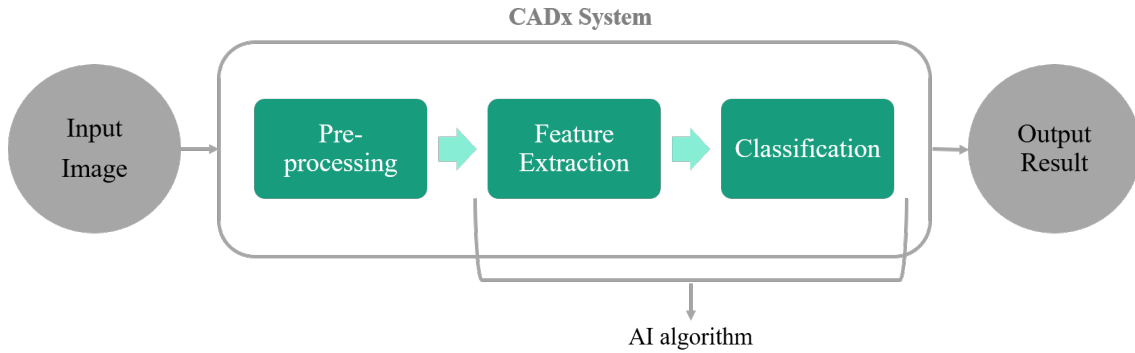 CADx System
Input
Image
Pre-
processing
Feature
Extraction
Classification
Output
Result
AI algorithm